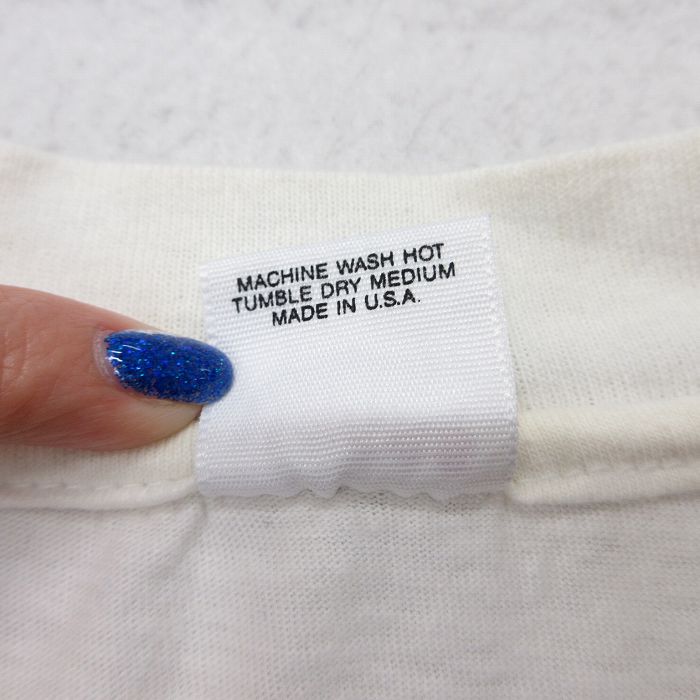 MACHINE WASH HOT
TUMBLE DRY MEDIUM
MADE IN U.S.A.